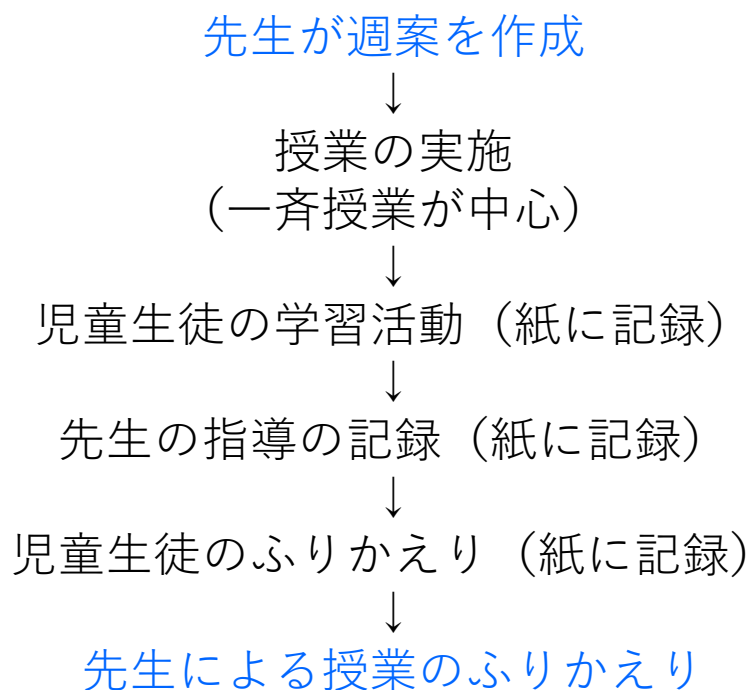 先生が週案を作成
↓
授業の実施
（一斉授業が中心）
↓
児童生徒の学習活動（紙に記録）
↓
先生の指導の記録（紙に記録）
↓
児童生徒のふりかえり（紙に記録）
↓
先生による授業のふりかえり